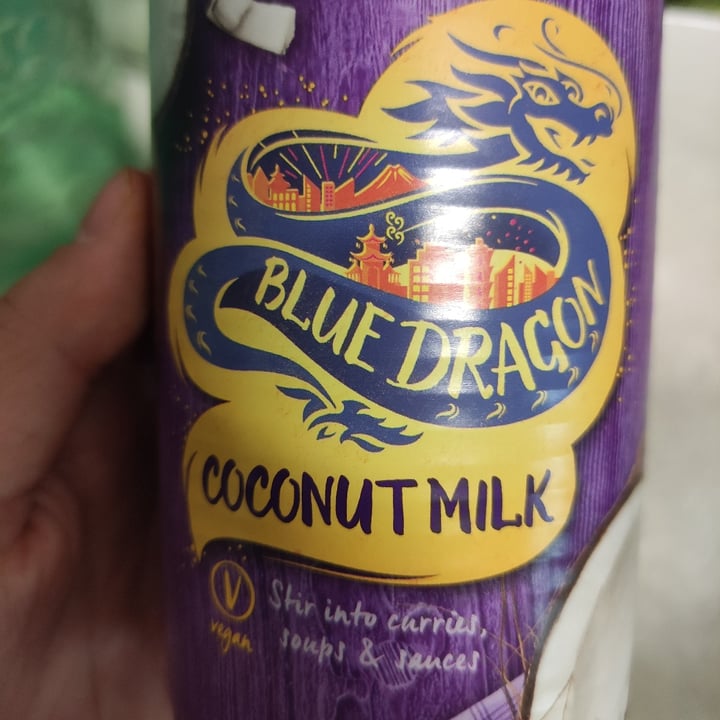 BLUE DRAGON
COCONUT MILK
V
vegan
Stir into curries,
soups & sauces